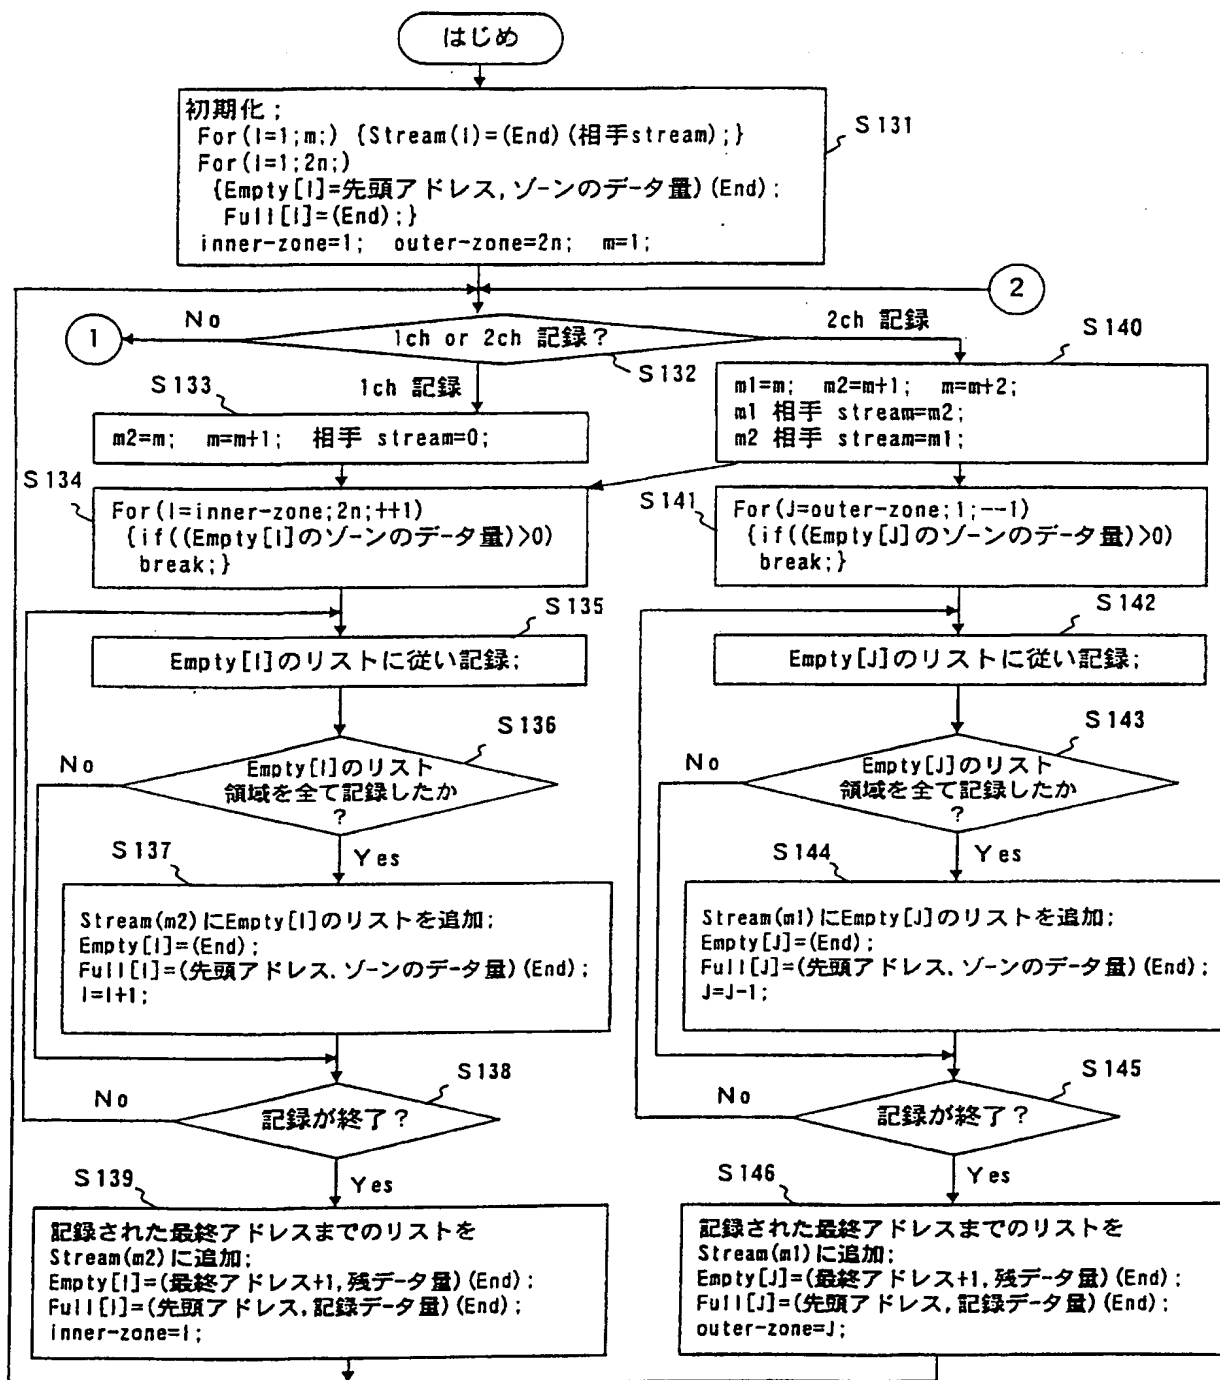 はじめ
初期化；
For(I=1;m;) {Stream(I)=(End)(相手stream);}
For(I=1;2n;)
{Empty[I]=先頭アドレス,ゾーンのデータ量)(End);
Full[I]=(End);}
inner-zone=1; outer-zone=2n; m=1;
S131
2
1
No
1ch or 2ch 記録？
2ch 記録
S132
S140
S133
1ch 記録
m2=m; m=m+1; 相手 stream=0;
m1=m; m2=m+1; m=m+2;
m1 相手 stream=m2;
m2 相手 stream=m1;
S134
For(I=inner-zone;2n;++1)
{if((Empty[I]のゾーンのデータ量)>0)
break;}
S141
For(J=outer-zone;1;--1)
{if((Empty[J]のゾーンのデータ量)>0)
break;}
S135
Empty[I]のリストに従い記録;
S142
Empty[J]のリストに従い記録;
S136
No
Empty[I]のリスト
領域を全て記録したか
？
Yes
S143
No
Empty[J]のリスト
領域を全て記録したか
？
Yes
S137
Stream(m2)にEmpty[I]のリストを追加;
Empty[I]=(End);
Full[I]=(先頭アドレス,ゾーンのデータ量)(End);
I=I+1;
S144
Stream(m1)にEmpty[J]のリストを追加;
Empty[J]=(End);
Full[J]=(先頭アドレス,ゾーンのデータ量)(End);
J=J-1;
S138
No
記録が終了？
Yes
S145
No
記録が終了？
Yes
S139
記録された最終アドレスまでのリストを
Stream(m2)に追加;
Empty[I]=(最終アドレス+1,残データ量)(End);
Full[I]=(先頭アドレス,記録データ量)(End);
inner-zone=I;
S146
記録された最終アドレスまでのリストを
Stream(m1)に追加;
Empty[J]=(最終アドレス+1,残データ量)(End);
Full[J]=(先頭アドレス,記録データ量)(End);
outer-zone=J;